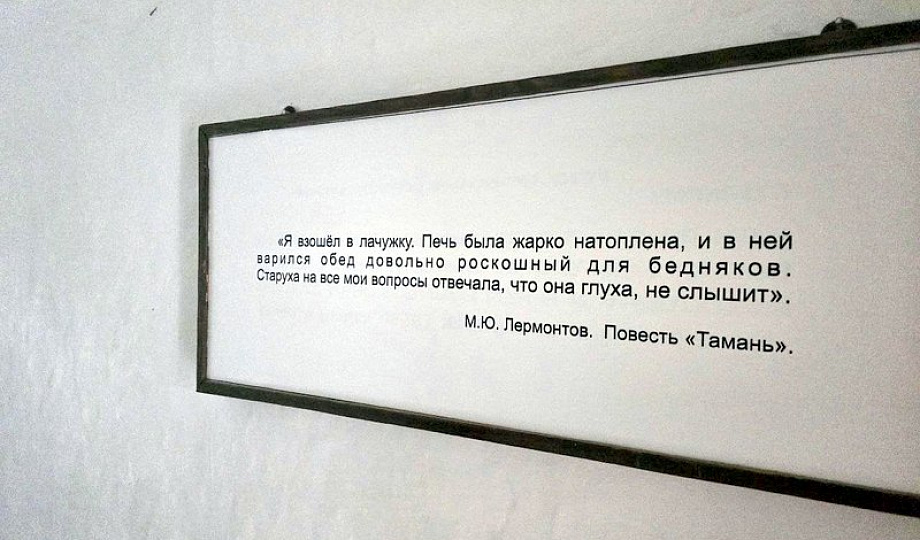 «Я взошёл в лачужку. Печь была жарко натоплена, и в ней
варился обед довольно роскошный для бедняков.
Старуха на все мои вопросы отвечала, что она глуха, не слышит».
М.Ю. Лермонтов. Повесть «Тамань».